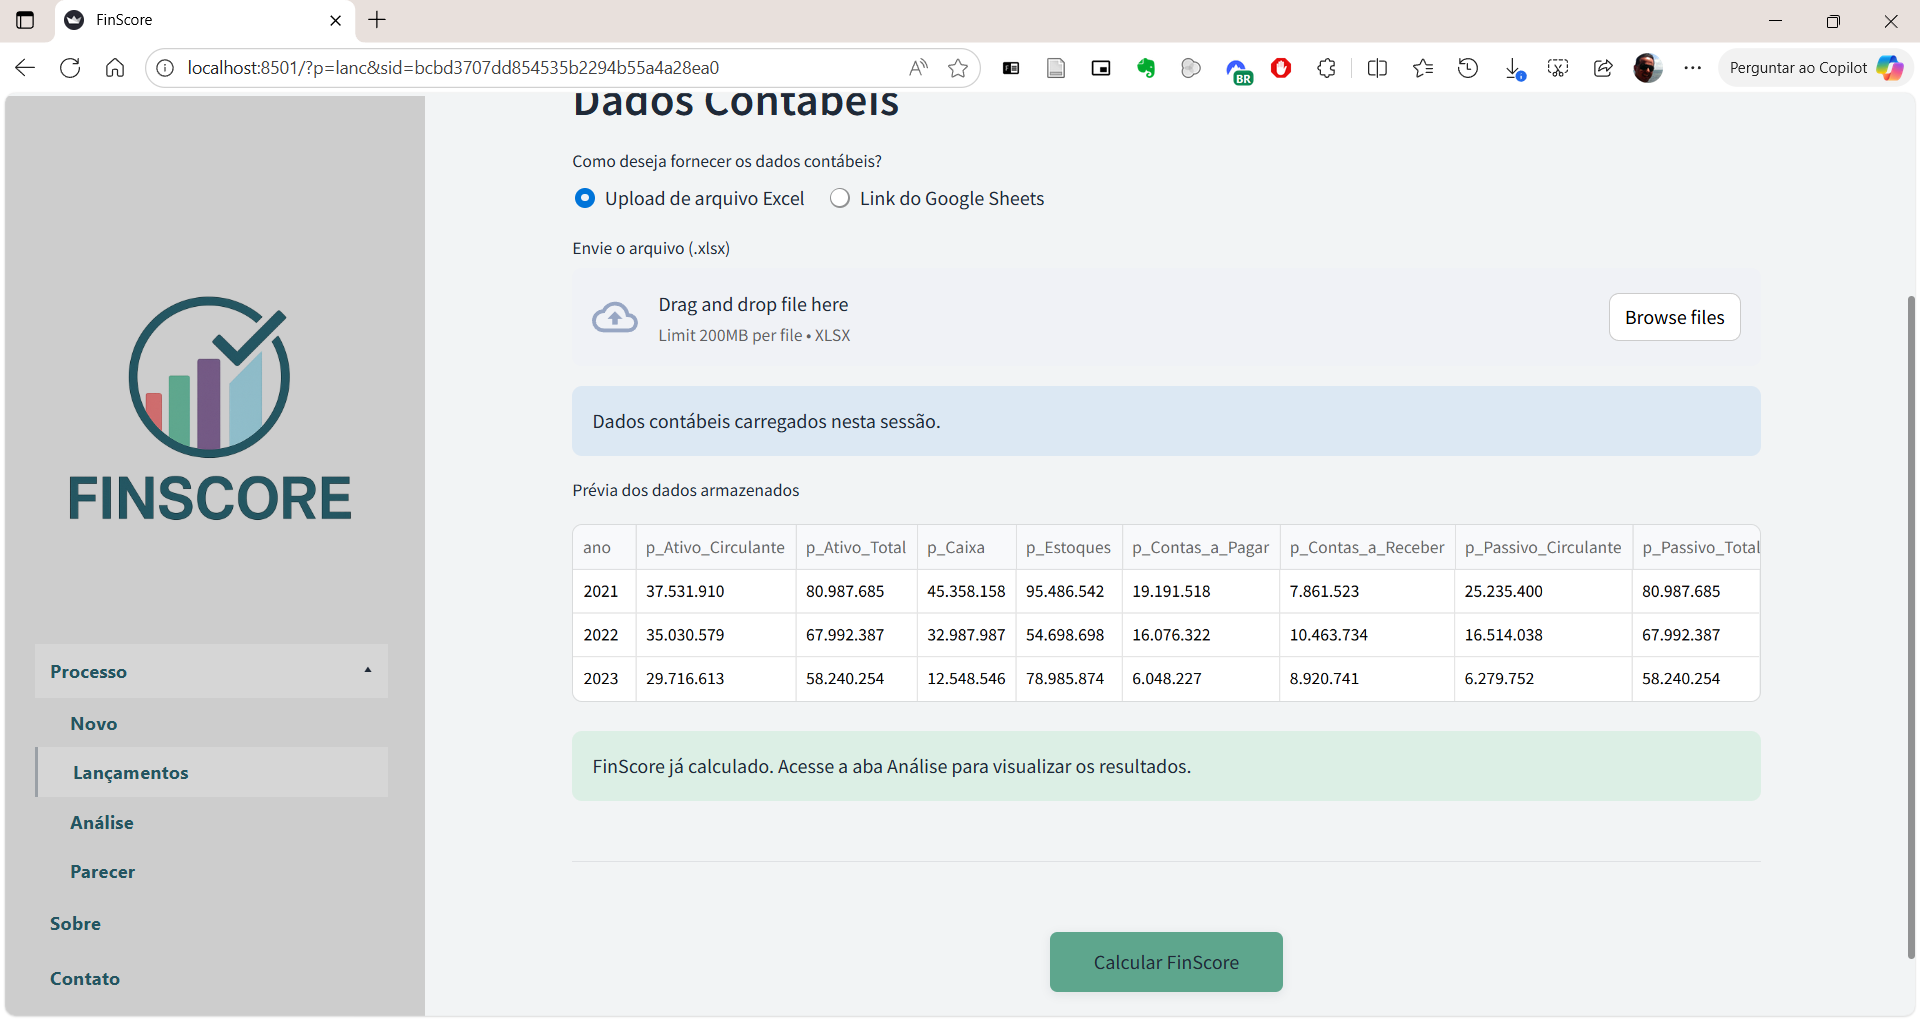 FinScore
localhost:8501/?p=lanc&sid=bcbd3707dd854535b2294b55a4a28ea0
BR
Perguntar ao Copilot
FINSCORE
Processo
Novo
Lançamentos
Análise
Parecer
Sobre
Contato
Dados Contábeis
Como deseja fornecer os dados contábeis?
Upload de arquivo Excel Link do Google Sheets
Envie o arquivo (.xlsx)
Drag and drop file here
Limit 200MB per file • XLSX
Browse files
Dados contábeis carregados nesta sessão.
Prévia dos dados armazenados
ano p_Ativo_Circulante p_Ativo_Total p_Caixa p_Estoques p_Contas_a_Pagar p_Contas_a_Receber p_Passivo_Circulante p_Passivo_Total
2021 37.531.910 80.987.685 45.358.158 95.486.542 19.191.518 7.861.523 25.235.400 80.987.685
2022 35.030.579 67.992.387 32.987.987 54.698.698 16.076.322 10.463.734 16.514.038 67.992.387
2023 29.716.613 58.240.254 12.548.546 78.985.874 6.048.227 8.920.741 6.279.752 58.240.254
FinScore já calculado. Acesse a aba Análise para visualizar os resultados.
Calcular FinScore